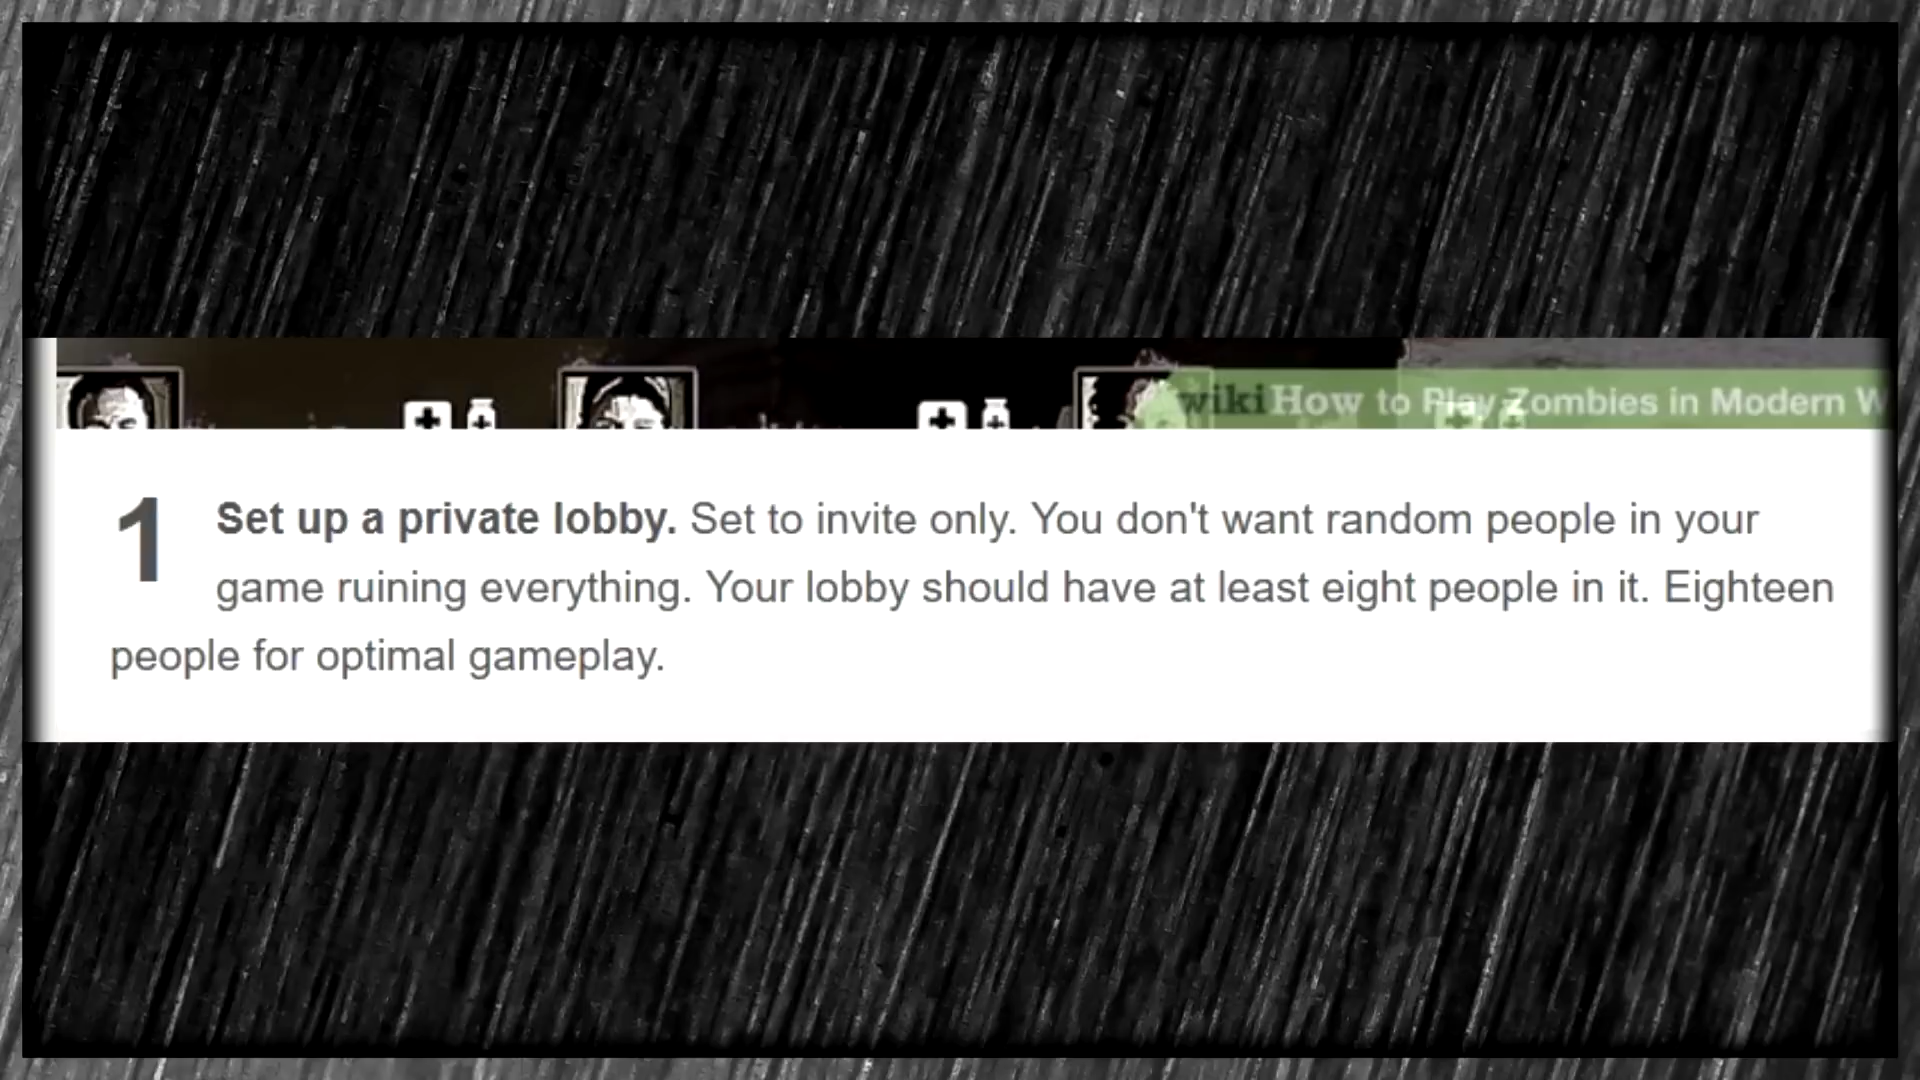 wikiHow to Play Zombies in Modern W
1 Set up a private lobby. Set to invite only. You don't want random people in your
game ruining everything. Your lobby should have at least eight people in it. Eighteen
people for optimal gameplay.